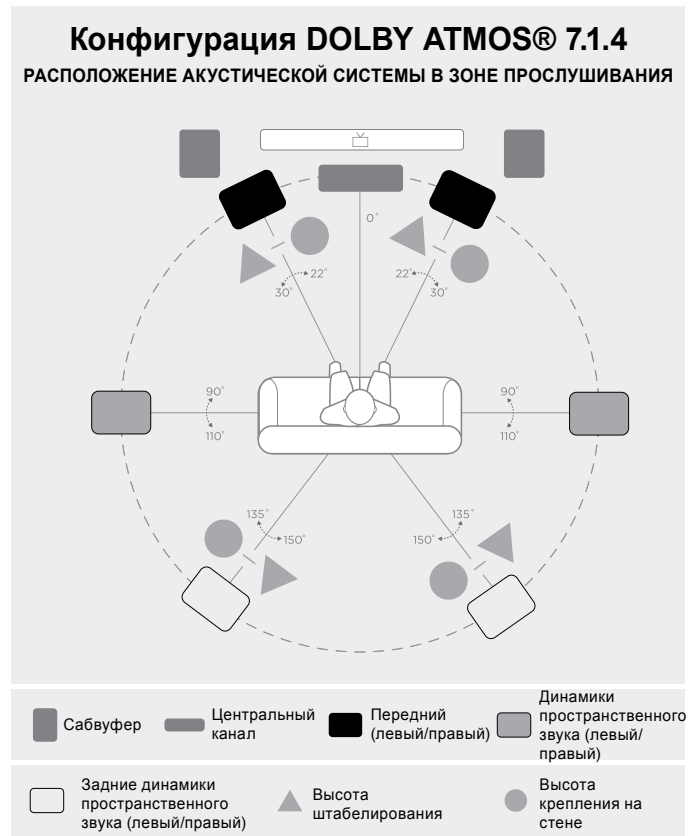 Конфигурация DOLBY ATMOS® 7.1.4
РАСПОЛОЖЕНИЕ АКУСТИЧЕСКОЙ СИСТЕМЫ В ЗОНЕ ПРОСЛУШИВАНИЯ
0°
22°
30°
22°
30°
90°
110°
90°
110°
135°
150°
135°
150°
Сабвуфер
Центральный
канал
Передний
(левый/правый)
Динамики
пространственного
звука (левый/
правый)
Задние динамики
пространственного
звука (левый/правый)
Высота
штабелирования
Высота
крепления на
стене